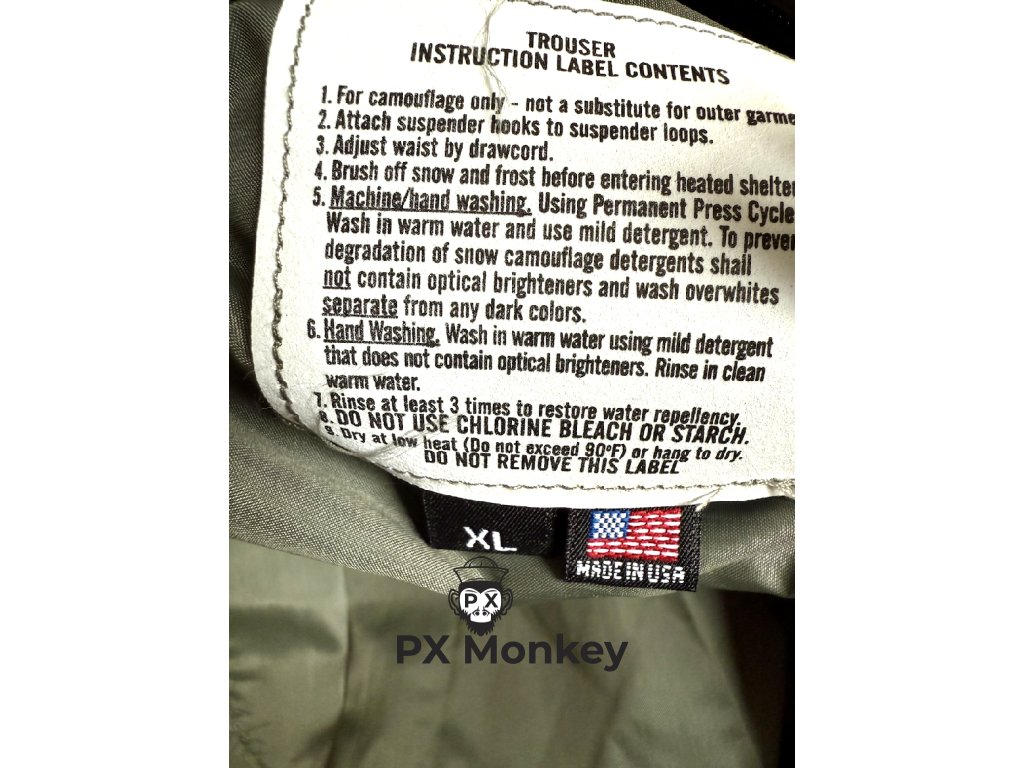 TROUSER
INSTRUCTION LABEL CONTENTS
1. For camouflage only - not a substitute for outer garme
2. Attach suspender hooks to suspender loops.
3. Adjust waist by drawcord.
4. Brush off snow and frost before entering heated shelter
5. Machine/hand washing. Using Permanent Press Cycle
Wash in warm water and use mild detergent. To preven
degradation of snow camouflage detergents shall
not contain optical brighteners and wash overwhites
separate from any dark colors.
6. Hand Washing. Wash in warm water using mild detergent
that does not contain optical brighteners. Rinse in clean
warm water.
7. Rinse at least 3 times to restore water repellency.
8. DO NOT USE CHLORINE BLEACH OR STARCH.
9. Dry at low heat (Do not exceed 90°F) or hang to dry.
DO NOT REMOVE THIS LABEL
XL
MADE IN USA
PX
PX Monkey